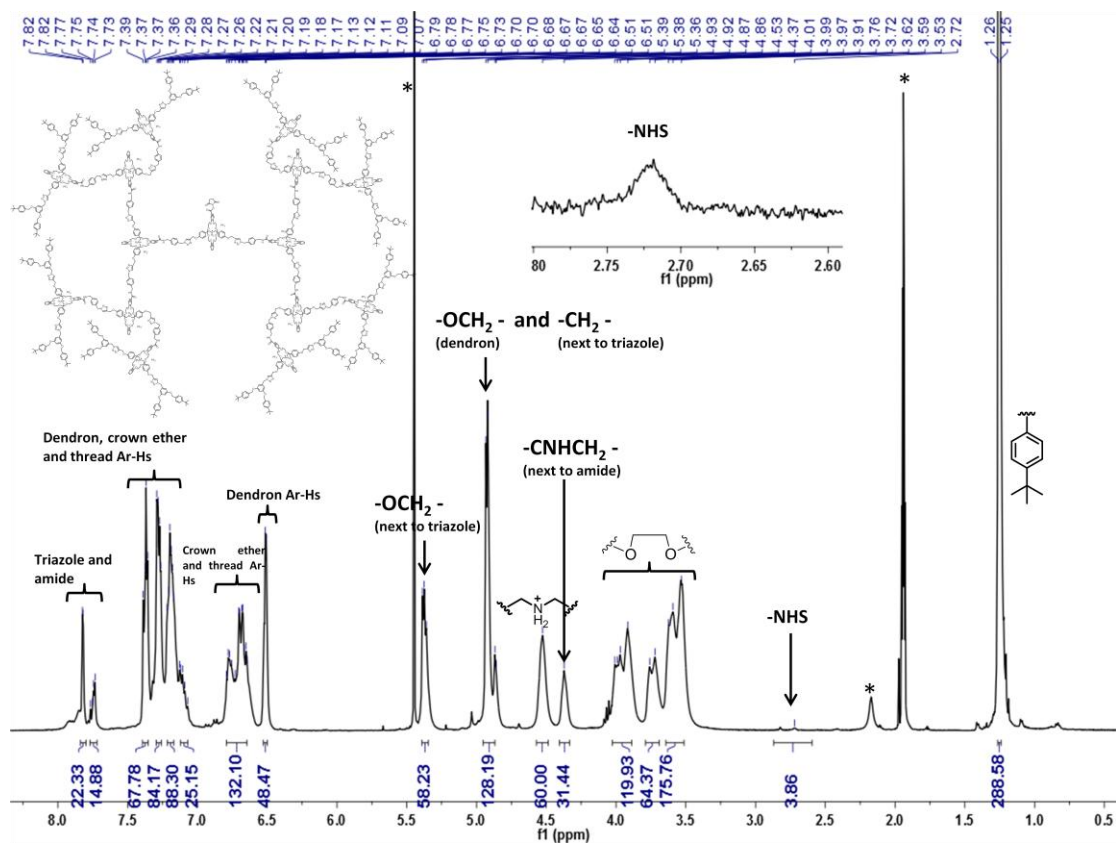 7.82 7.82 7.77 7.75 7.74 7.73 7.39 7.37 7.37 7.36 7.29 7.28 7.27 7.26 7.22 7.21 7.20 7.19 7.18 7.17 7.13 7.12 7.11 7.09 7.07 6.79 6.78 6.77 6.75 6.73 6.70 6.70 6.68 6.67 6.67 6.65 6.64 6.51 6.51 5.39 5.38 5.36 4.93 4.92 4.87 4.86 4.53 4.37 4.01 3.99 3.97 3.91 3.76 3.72 3.62 3.59 3.53 2.72 1.26 1.25
*
*
-NHS
80 2.75 2.70 2.65 2.60
f1 (ppm)
-OCH2 - and -CH2 -
(dendron) (next to triazole)
Dendron, crown ether
and thread Ar-Hs
-CNHCH2 -
(next to amide)
Dendron Ar-Hs
-OCH2 -
(next to triazole)
Triazole and
amide
Crown ether
and thread Ar-
Hs
O O
+
N
H2
-NHS
*
22.33 14.88 67.78 84.17 88.30 25.15 132.10 48.47 58.23 128.19 60.00 31.44 119.93 64.37 175.76 3.86 288.58
8.0 7.5 7.0 6.5 6.0 5.5 5.0 4.5 4.0 3.5 3.0 2.5 2.0 1.5 1.0 0.5
f1 (ppm)